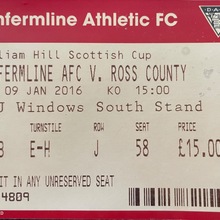 nfermline Athletic FC
liam Hill Scottish Cup
FERMLINE AFC V. ROSS COUNTY
09 JAN 2016 KO 15:00
J Windows South Stand
TURNSTILE ROW SEAT PRICE
B E-H J 58 £15.00
IT IN ANY UNRESERVED SEAT
4809